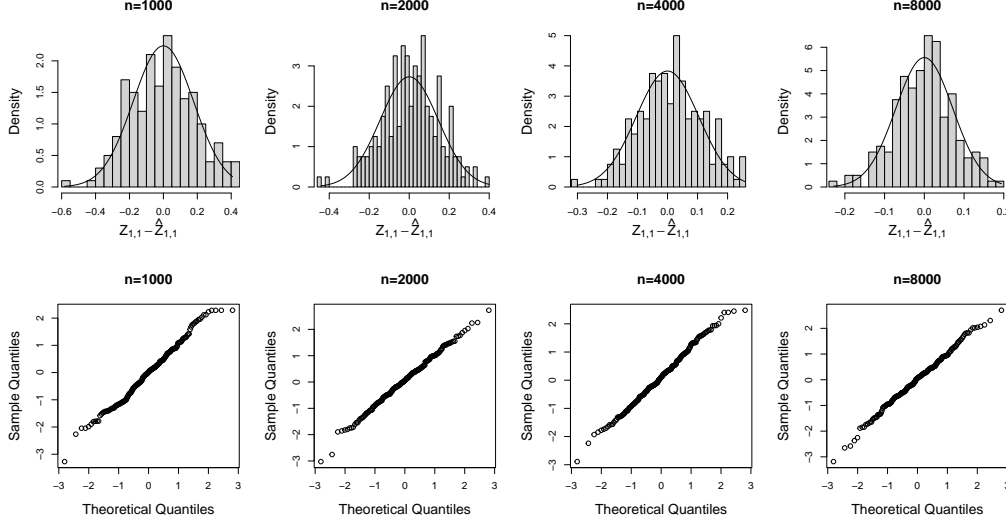 n=1000
Density
0.0 0.5 1.0 1.5 2.0
−0.6 −0.4 −0.2 0.0 0.2 0.4
Z1,1−Ẑ1,1
n=2000
Density
0 1 2 3
−0.4 −0.2 0.0 0.2 0.4
Z1,1−Ẑ1,1
n=4000
Density
0 1 2 3 4 5
−0.3 −0.2 −0.1 0.0 0.1 0.2
Z1,1−Ẑ1,1
n=8000
Density
0 1 2 3 4 5 6
−0.2 −0.1 0.0 0.1 0.2
Z1,1−Ẑ1,1
n=1000
Sample Quantiles
−3 −2 −1 0 1 2
−3 −2 −1 0 1 2 3
Theoretical Quantiles
n=2000
Sample Quantiles
−3 −2 −1 0 1 2
−3 −2 −1 0 1 2 3
Theoretical Quantiles
n=4000
Sample Quantiles
−3 −2 −1 0 1 2
−3 −2 −1 0 1 2 3
Theoretical Quantiles
n=8000
Sample Quantiles
−3 −2 −1 0 1 2
−3 −2 −1 0 1 2 3
Theoretical Quantiles